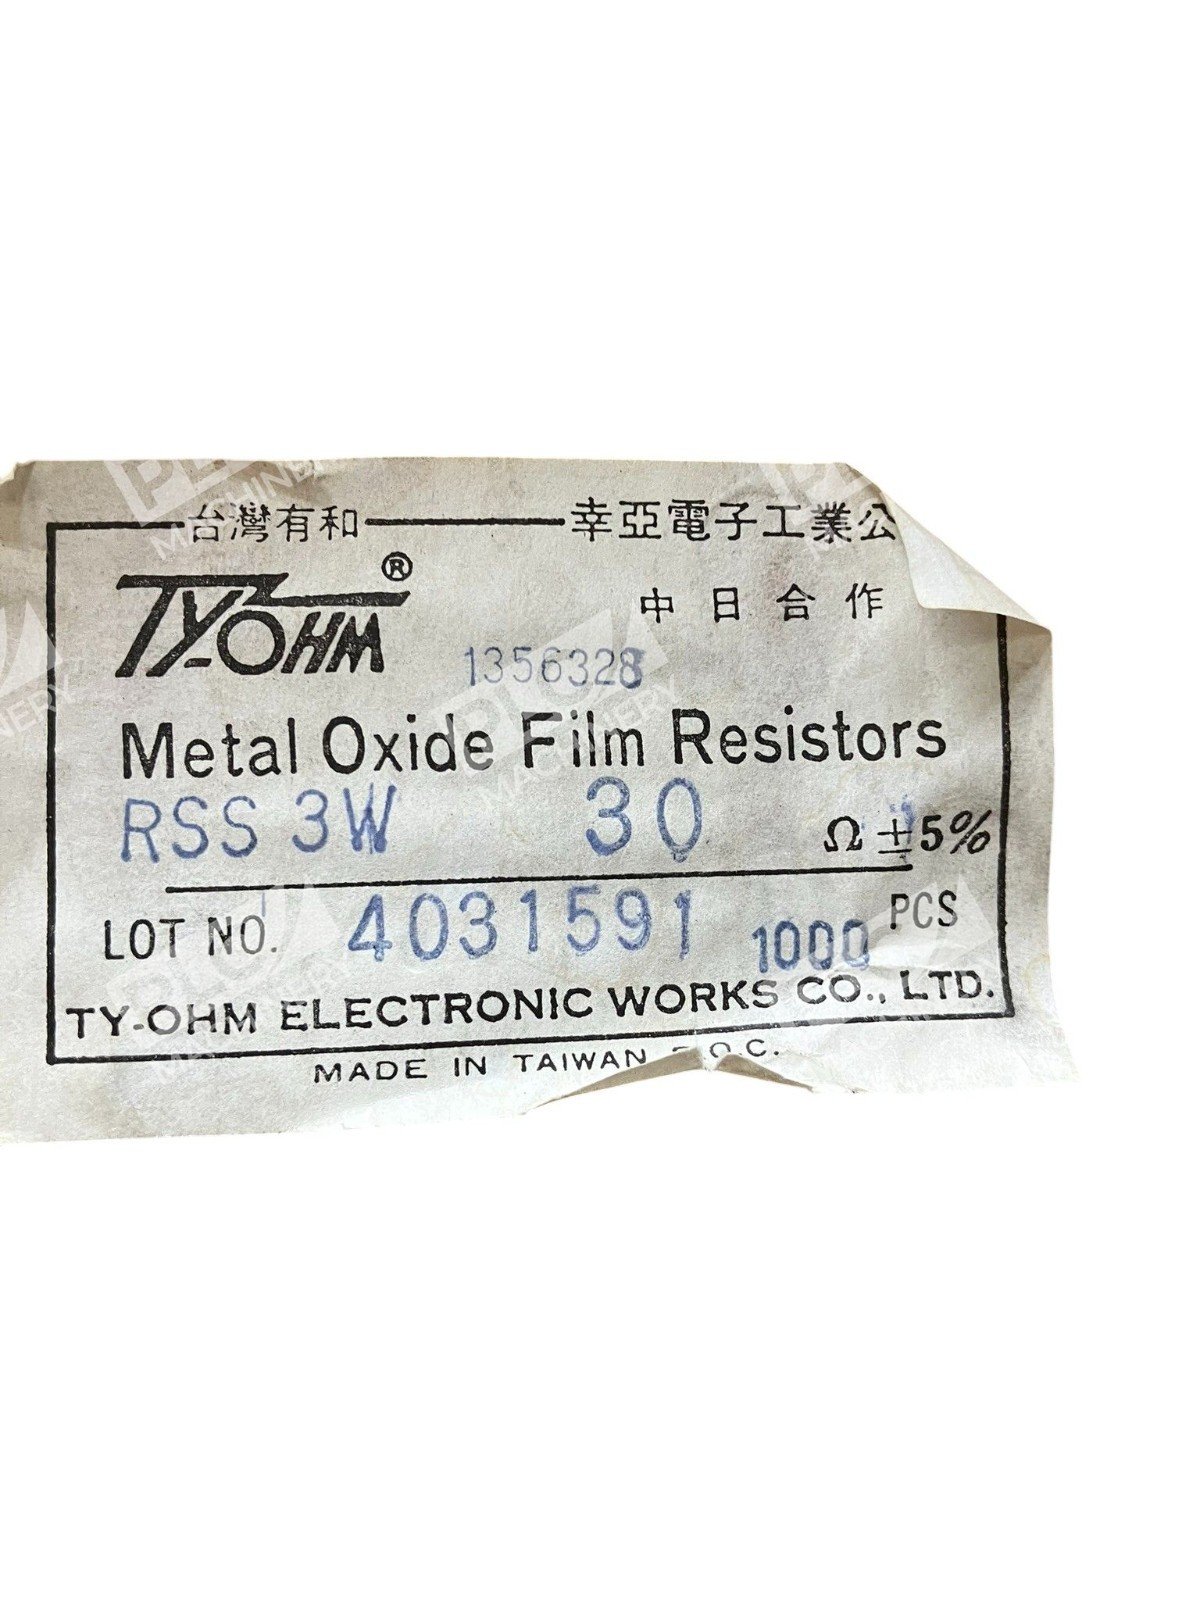 台灣有和 幸亞電子工業公
TY-OHM®
中日合作
1356328
Metal Oxide Film Resistors
RSS 3W 30 Ω ±5%
LOT NO. 4031591 1000 PCS
TY-OHM ELECTRONIC WORKS CO., LTD.
MADE IN TAIWAN R.O.C.